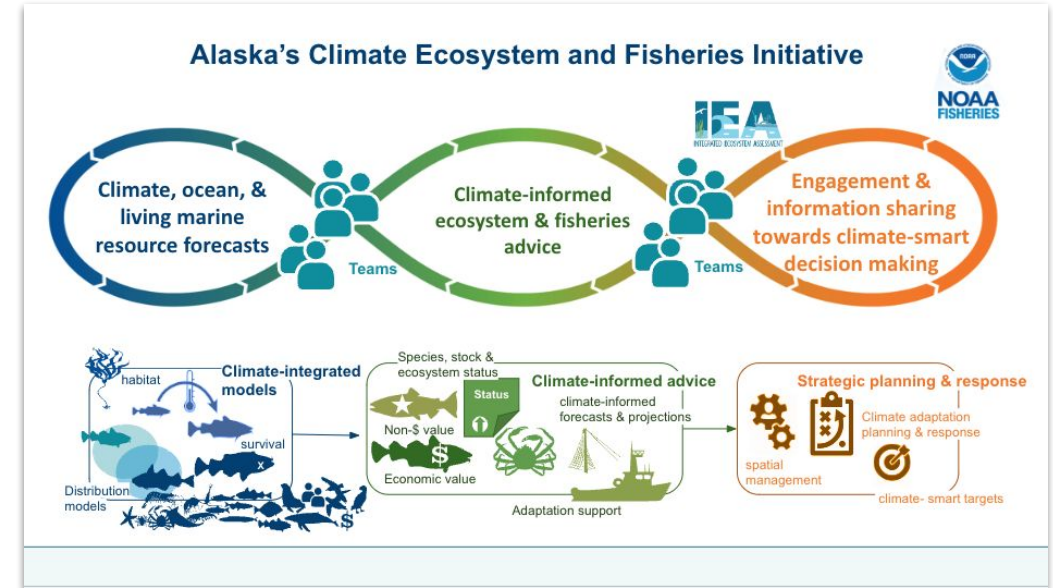 Alaska's Climate Ecosystem and Fisheries Initiative
NOAA
NOAA
FISHERIES
IEA
INTEGRATED ECOSYSTEM ASSESSMENT
Climate, ocean, &
living marine
resource forecasts
Teams
Climate-informed
ecosystem & fisheries
advice
Teams
Engagement &
information sharing
towards climate-smart
decision making
Climate-integrated
models
habitat
survival
x
Distribution
models
$
Species, stock &
ecosystem status
Status
Climate-informed advice
climate-informed
forecasts & projections
Non-$ value
$
Economic value
Adaptation support
Strategic planning & response
Climate adaptation
planning & response
spatial
management
climate- smart targets